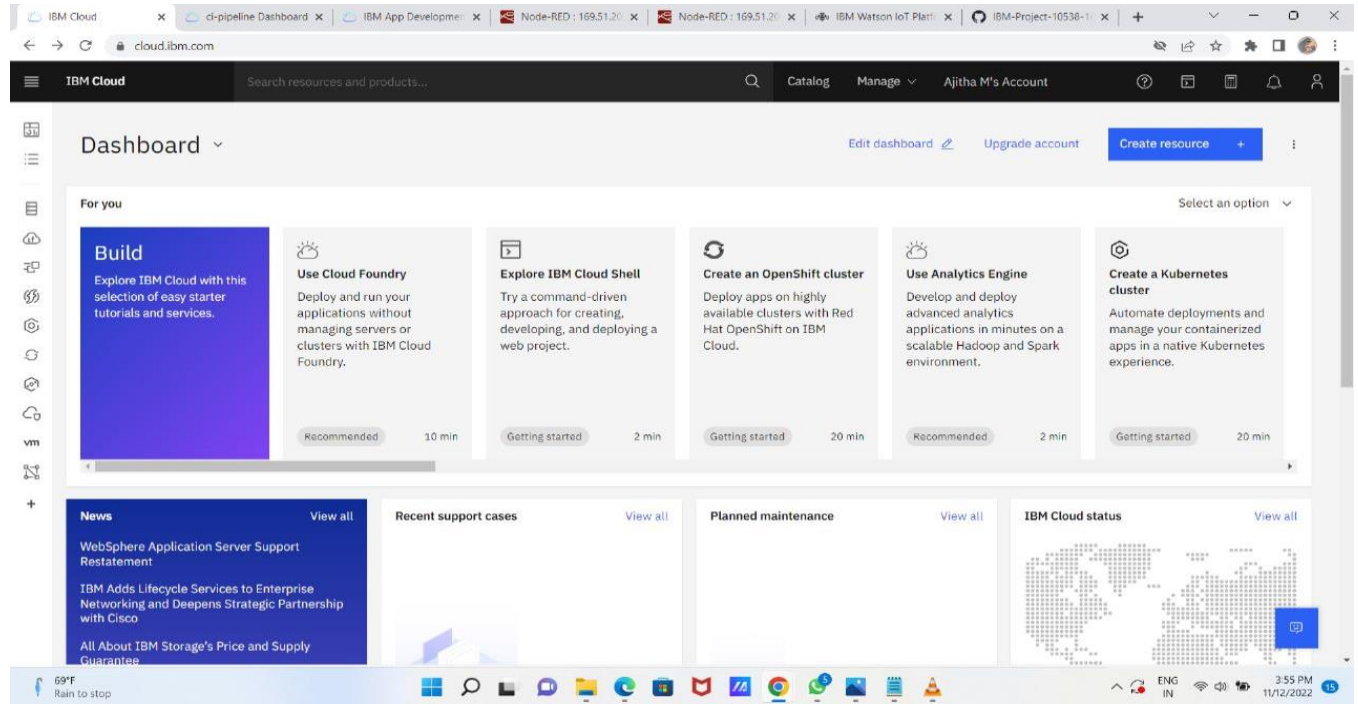 IBM Cloud
ci-pipeline Dashboard
IBM App Developmen
Node-RED : 169.51.20
Node-RED : 169.51.20
IBM Watson IoT Platf
IBM-Project-10538-1
cloud.ibm.com
IBM Cloud
Search resources and products...
Catalog
Manage
Ajitha M's Account
Dashboard
Edit dashboard
Upgrade account
Create resource +
For you
Select an option
Build
Explore IBM Cloud with this
selection of easy starter
tutorials and services.
Use Cloud Foundry
Deploy and run your
applications without
managing servers or
clusters with IBM Cloud
Foundry.
Recommended
10 min
Explore IBM Cloud Shell
Try a command-driven
approach for creating,
developing, and deploying a
web project.
Getting started
2 min
Create an OpenShift cluster
Deploy apps on highly
available clusters with Red
Hat OpenShift on IBM
Cloud.
Getting started
20 min
Use Analytics Engine
Develop and deploy
advanced analytics
applications in minutes on a
scalable Hadoop and Spark
environment.
Recommended
2 min
Create a Kubernetes
cluster
Automate deployments and
manage your containerized
apps in a native Kubernetes
experience.
Getting started
20 min
vm
News
View all
WebSphere Application Server Support
Restatement
IBM Adds Lifecycle Services to Enterprise
Networking and Deepens Strategic Partnership
with Cisco
All About IBM Storage's Price and Supply
Guarantee
Recent support cases
View all
Planned maintenance
View all
IBM Cloud status
View all
69°F
Rain to stop
ENG
IN
3:55 PM
11/12/2022
15
5